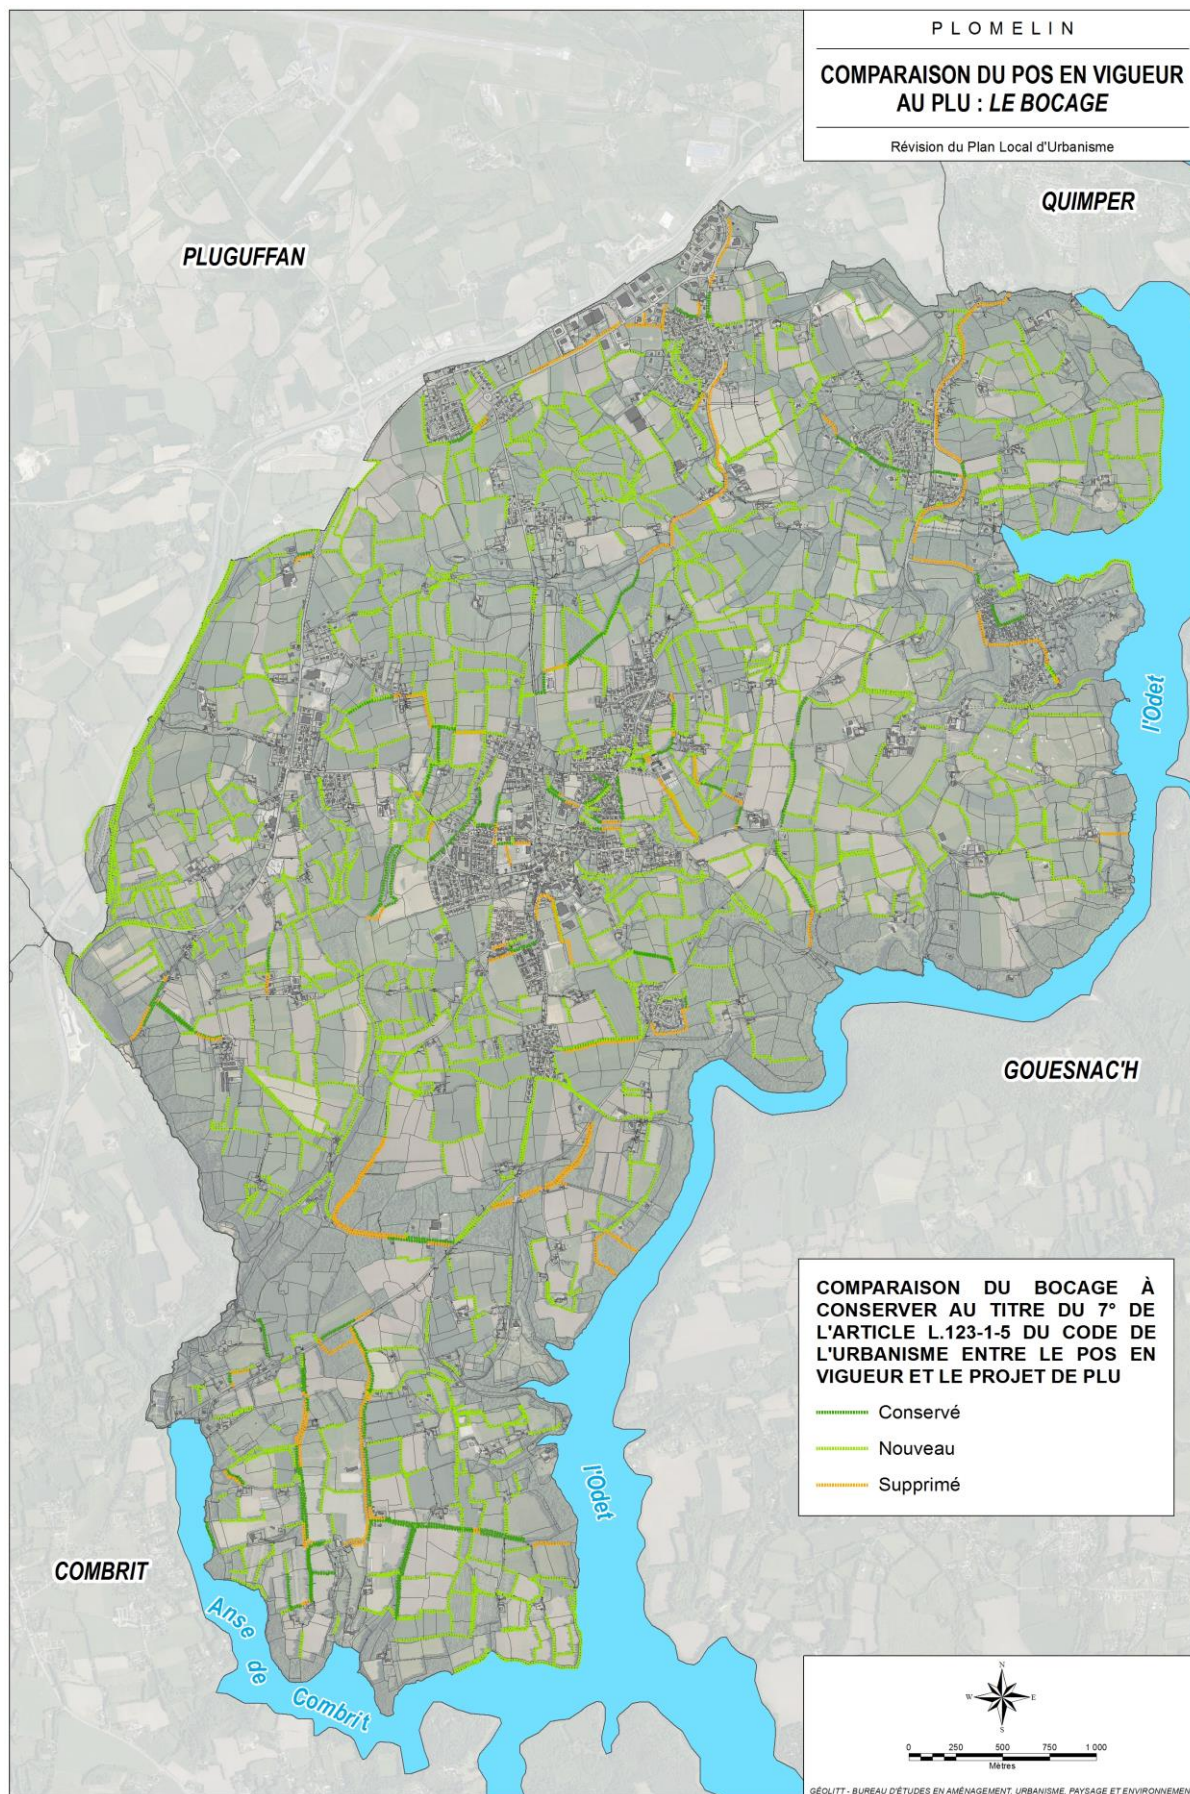 PLOMELIN
COMPARAISON DU POS EN VIGUEUR
AU PLU : LE BOCAGE
Révision du Plan Local d'Urbanisme
QUIMPER
PLUGUFFAN
l'Odet
GOUESNAC'H
COMPARAISON DU BOCAGE À
CONSERVER AU TITRE DU 7° DE
L'ARTICLE L.123-1-5 DU CODE DE
L'URBANISME ENTRE LE POS EN
VIGUEUR ET LE PROJET DE PLU
Conservé
Nouveau
Supprimé
l'Odet
COMBRIT
Anse de Combrit
N
W E
S
0 250 500 750 1 000
Mètres
GÉOLITT - BUREAU D'ÉTUDES EN AMÉNAGEMENT, URBANISME, PAYSAGE ET ENVIRONNEMEN